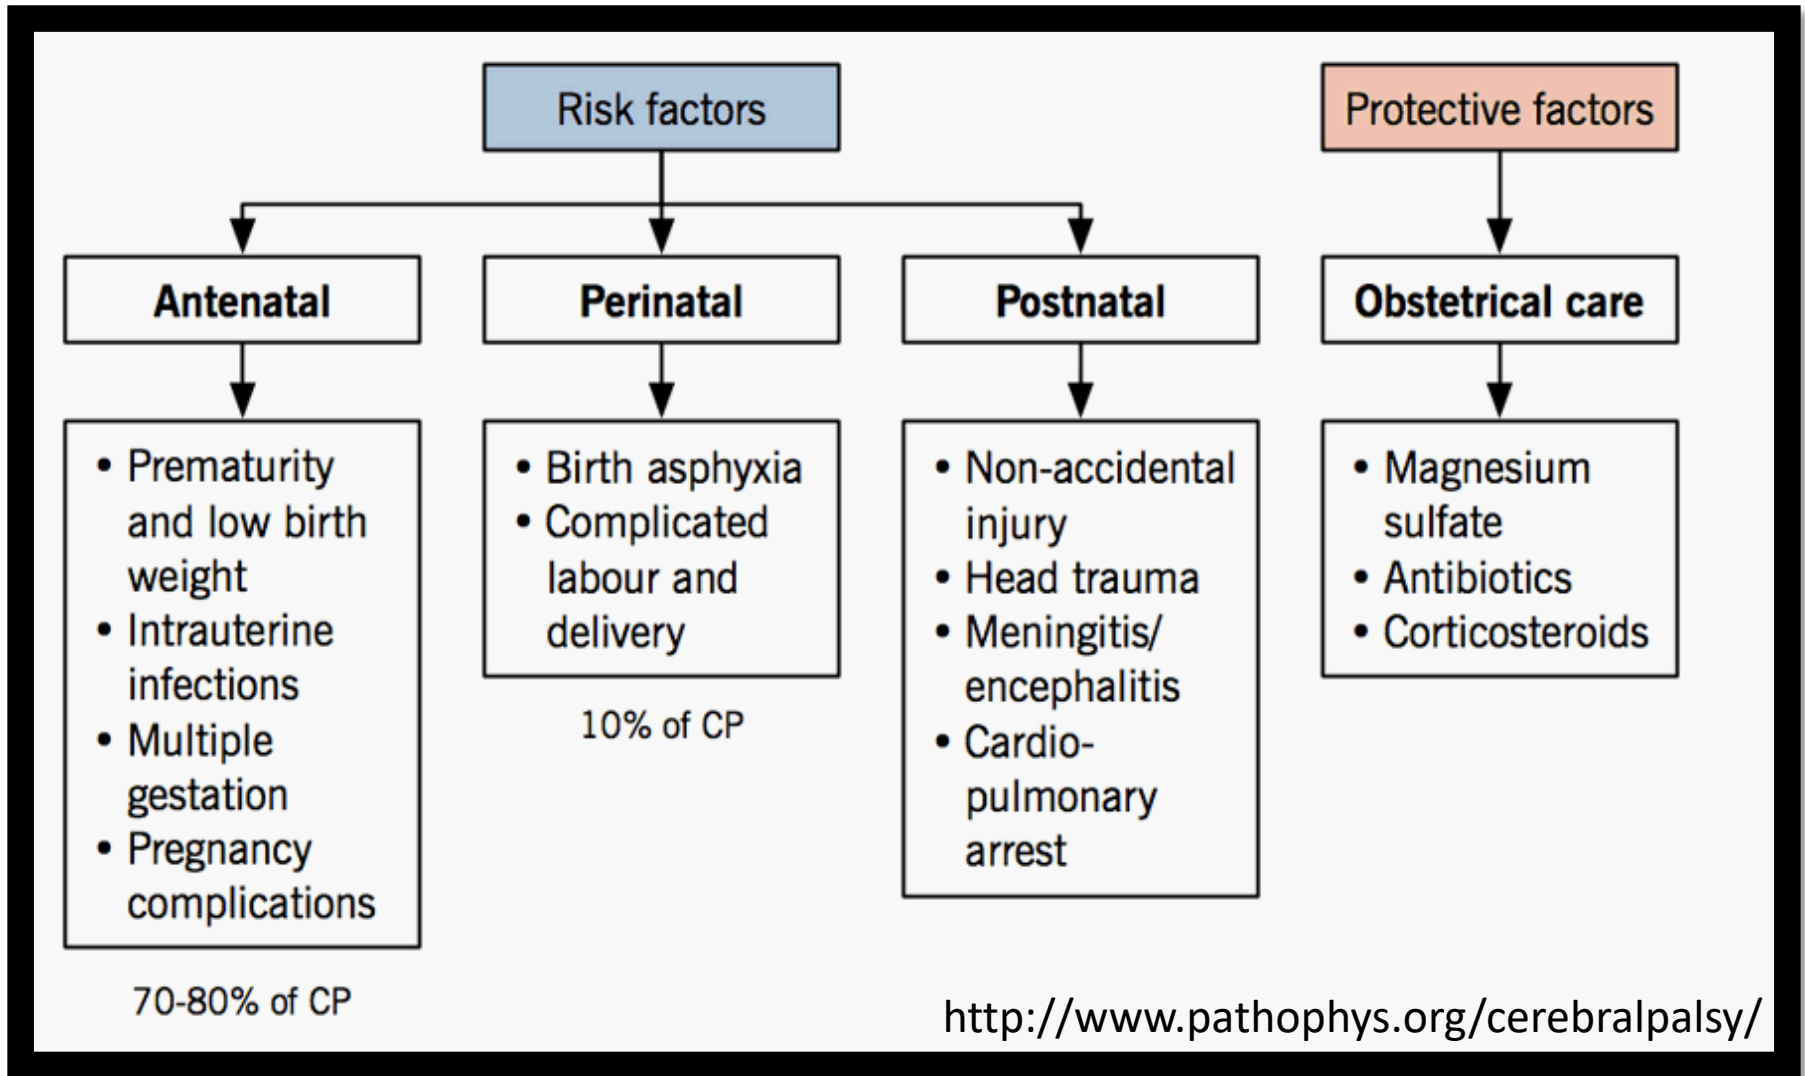 Risk factors
Protective factors
Antenatal
Perinatal
Postnatal
Obstetrical care
• Prematurity
and low birth
weight
• Intrauterine
infections
• Multiple
gestation
• Pregnancy
complications
70-80% of CP
• Birth asphyxia
• Complicated
labour and
delivery
10% of CP
• Non-accidental
injury
• Head trauma
• Meningitis/
encephalitis
• Cardio-
pulmonary
arrest
• Magnesium
sulfate
• Antibiotics
• Corticosteroids
http://www.pathophys.org/cerebralpalsy/